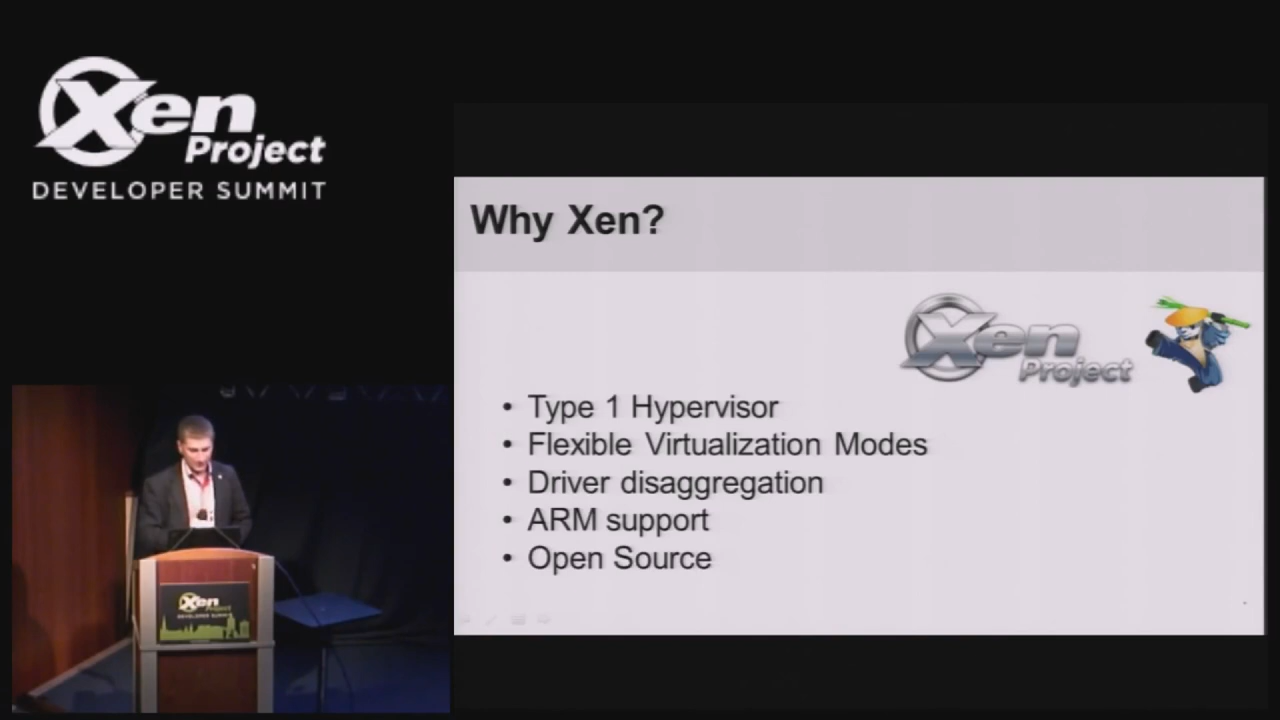 Xen
Project
DEVELOPER SUMMIT
Why Xen?
Xen
Project
• Type 1 Hypervisor
• Flexible Virtualization Modes
• Driver disaggregation
• ARM support
• Open Source
Xen
Project
DEVELOPER SUMMIT